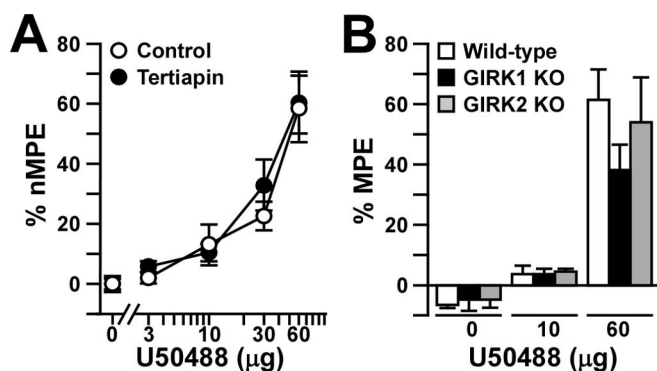 A
80
60
40
20
0
% nMPE
Control
Tertiapin
0 3 10 30 60
U50488 (µg)
B
80
60
40
20
0
% MPE
Wild-type
GIRK1 KO
GIRK2 KO
0 10 60
U50488 (µg)